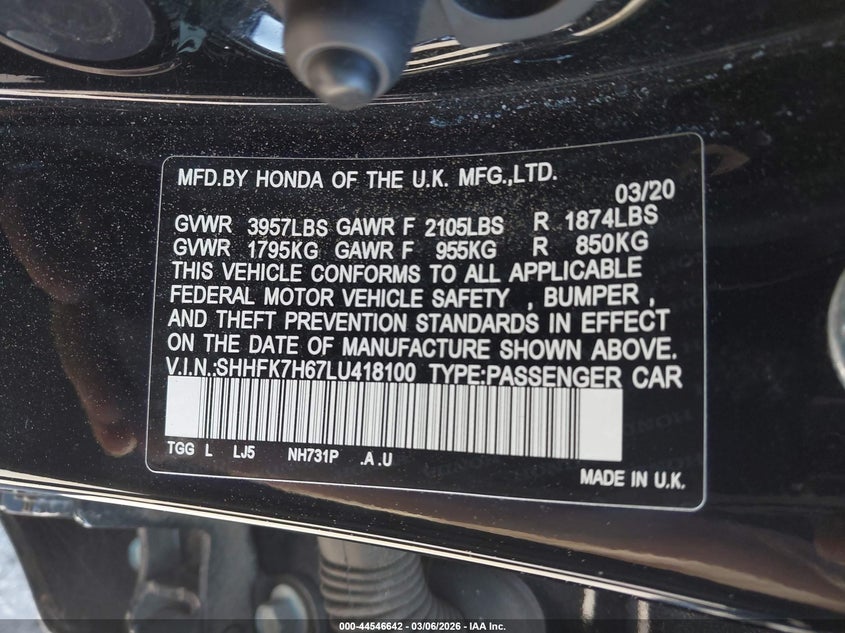 MFD.BY HONDA OF THE U.K. MFG.,LTD.
03/20
GVWR 3957LBS GAWR F 2105LBS R 1874LBS
GVWR 1795KG GAWR F 955KG R 850KG
THIS VEHICLE CONFORMS TO ALL APPLICABLE
FEDERAL MOTOR VEHICLE SAFETY , BUMPER ,
AND THEFT PREVENTION STANDARDS IN EFFECT
ON THE DATE OF MANUFACTURE SHOWN ABOVE.
V.I.N.:SHHFK7H67LU418100 TYPE:PASSENGER CAR
TGG L LJ5 NH731P .A .U
MADE IN U.K.
000-44546642 / 03/06/2026 - IAA Inc.